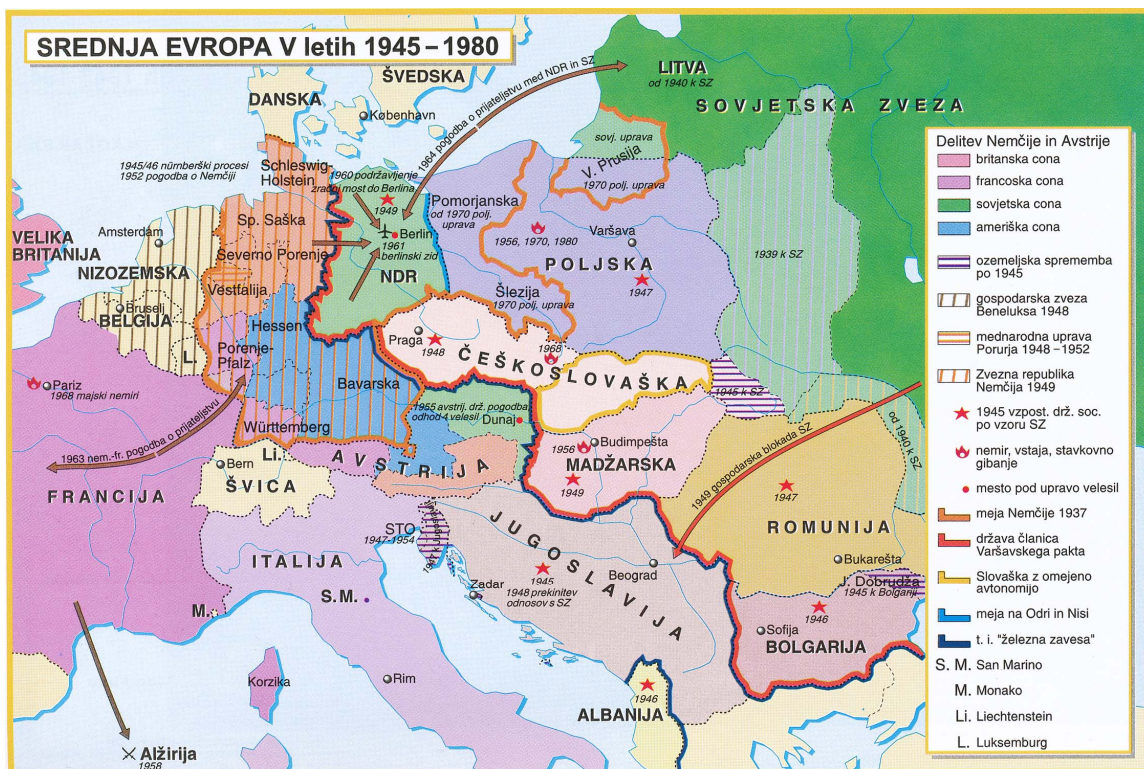 SREDNJA EVROPA V letih 1945–1980
ŠVEDSKA
DANSKA
København
LITVA
od 1940 k SZ
SOVJETSKA ZVEZA
1964 pogodba o prijateljstvu med NDR in SZ
1945/46 nürnberški procesi
1952 pogodba o Nemčiji
Schleswig-
Holstein
1960 podržavljenje
zračni most do Berlina
1949
Berlin
1961
berlinski zid
NDR
sovj. uprava
V. Prusija
1970 polj. uprava
Pomorjanska
od 1970 polj.
uprava
1956, 1970, 1980
Varšava
POLJSKA
1947
1939 k SZ
Šlezija
1970 polj. uprava
VELIKA
BRITANIJA
Amsterdam
NIZOZEMSKA
Bruselj
BELGIJA
L.
Sp. Saška
Severno Porenje
Vestfalija
Hessen
Porenje-
Pfalz
Bavarska
Württemberg
Praga
1948
1968
ČEŠKOSLOVAŠKA
1945 k SZ
od 1940 k SZ
Pariz
1968 majski nemiri
1963 nem.-fr. pogodba o prijateljstvu
FRANCIJA
Bern
Li.
ŠVICA
1955 avstrij. drž. pogodba,
odhod 4 velesil
Dunaj
AVSTRIJA
Budimpešta
1956
MADŽARSKA
1949
1949 gospodarska blokada SZ
1947
ROMUNIJA
Bukarešta
J. Dobrudža
1945 k Bolgariji
1946
Sofija
BOLGARIJA
STO
1947-1954
1947 k Jugoslaviji
ITALIJA
S.M.
M.
Zadar
JUGOSLAVIJA
1945
1948 prekinitev
odnosov s SZ
Beograd
Korzika
Rim
1946
ALBANIJA
Alžirija
1958
Delitev Nemčije in Avstrije
britanska cona
francoska cona
sovjetska cona
ameriška cona
ozemeljska sprememba
po 1945
gospodarska zveza
Beneluksa 1948
mednarodna uprava
Porurja 1948–1952
Zvezna republika
Nemčija 1949
1945 vzpost. drž. soc.
po vzoru SZ
nemir, vstaja, stavkovno
gibanje
mesto pod upravo velesil
meja Nemčije 1937
država članica
Varšavskega pakta
Slovaška z omejeno
avtonomijo
meja na Odri in Nisi
t. i. "železna zavesa"
S. M. San Marino
M. Monako
Li. Liechtenstein
L. Luksemburg